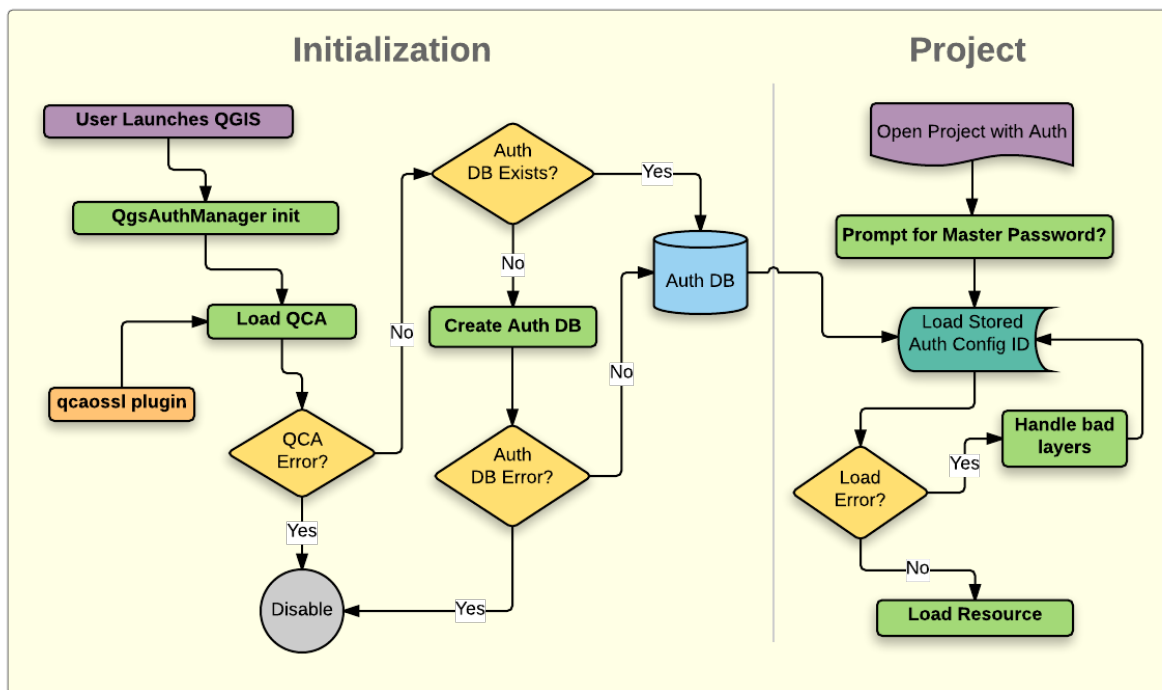 Initialization
Project
User Launches QGIS
QgsAuthManager init
Load QCA
qcaossl plugin
QCA
Error?
Yes
Disable
No
Auth
DB Exists?
Yes
No
Create Auth DB
Auth
DB Error?
Yes
No
Auth DB
Open Project with Auth
Prompt for Master Password?
Load Stored
Auth Config ID
Handle bad
layers
Load
Error?
Yes
No
Load Resource